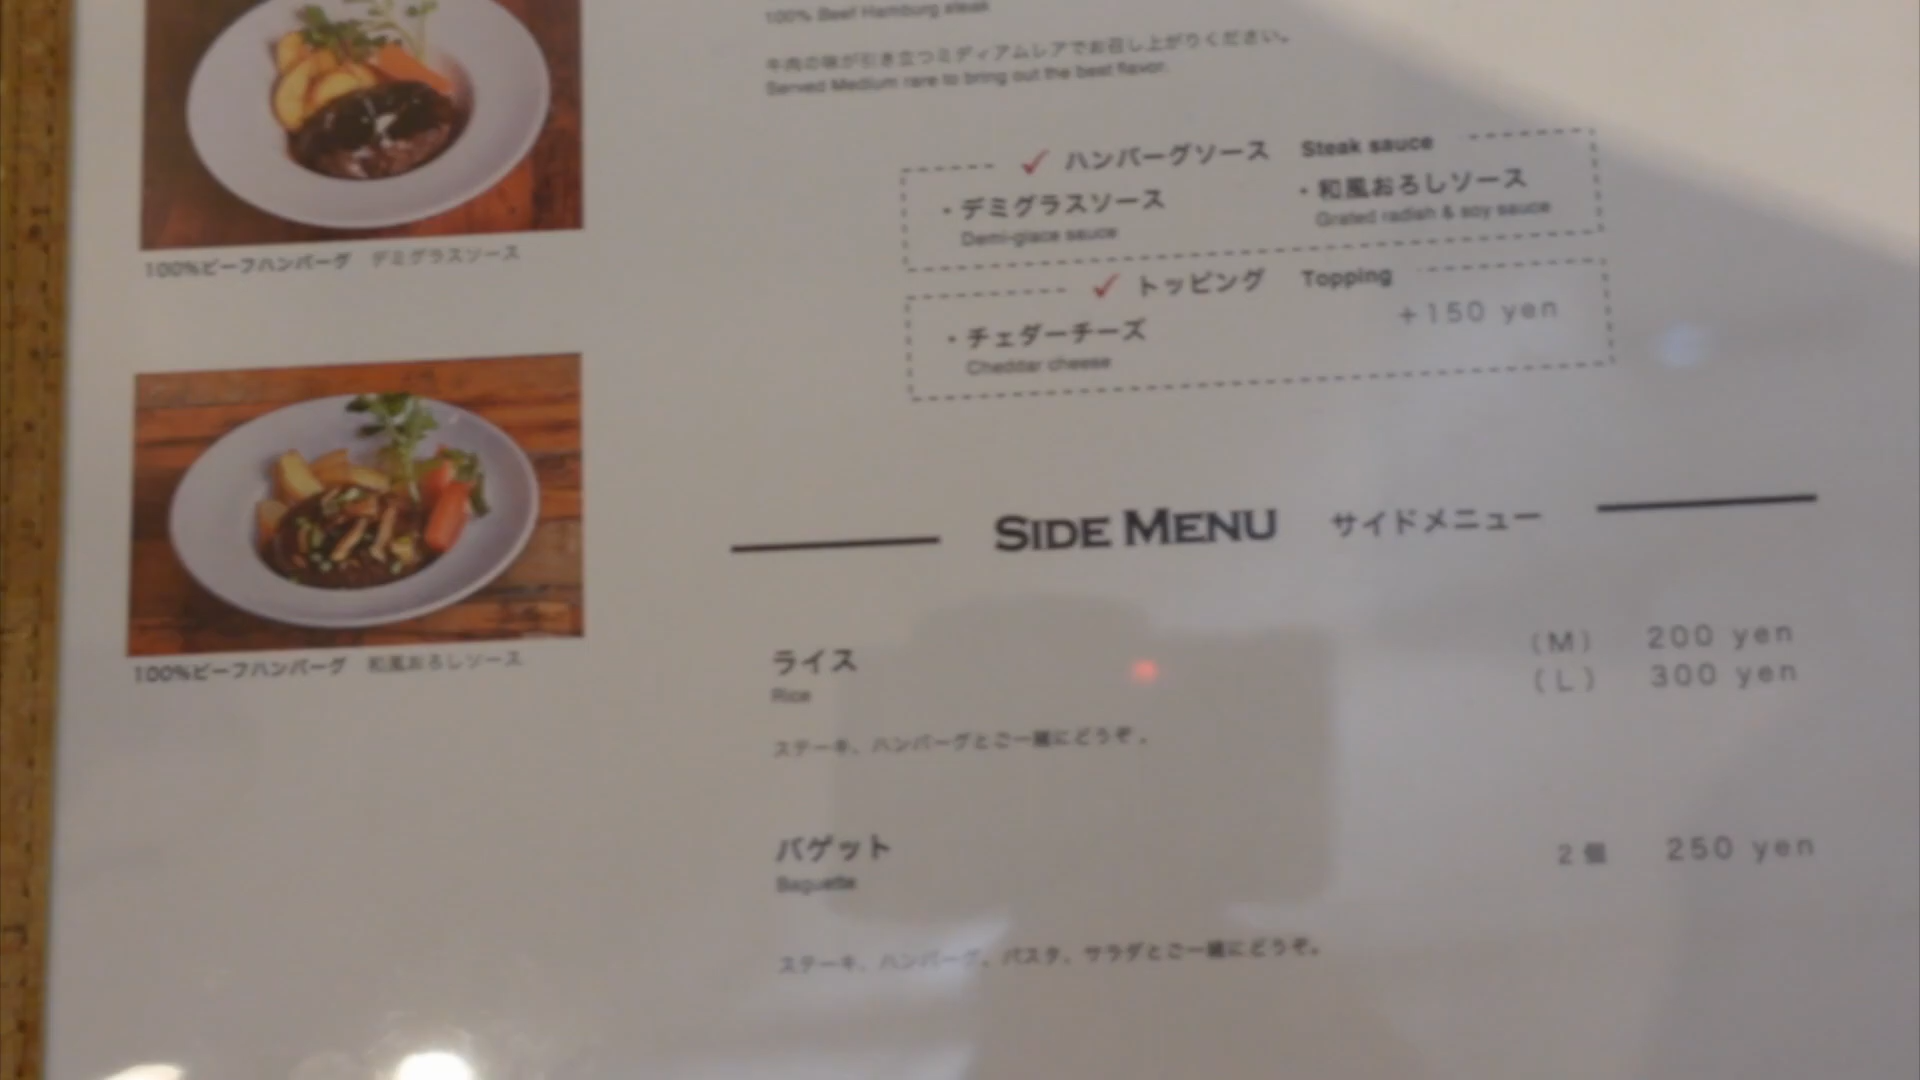 100% Beef Hamburg steak
牛肉の味が引き立つミディアムレアでお召し上がりください。
Served Medium rare to bring out the best flavor.
ハンバーグソース Steak sauce
・デミグラスソース ・和風おろしソース
Demi-glace sauce Grated radish & soy sauce
100%ビーフハンバーグ デミグラスソース
トッピング Topping
+150 yen
・チェダーチーズ
Cheddar cheese
SIDE MENU サイドメニュー
100%ビーフハンバーグ 和風おろしソース
ライス (M) 200 yen
Rice (L) 300 yen
ステーキ、ハンバーグとご一緒にどうぞ。
バゲット 2個 250 yen
Baguette
ステーキ、ハンバーグ、パスタ、サラダとご一緒にどうぞ。